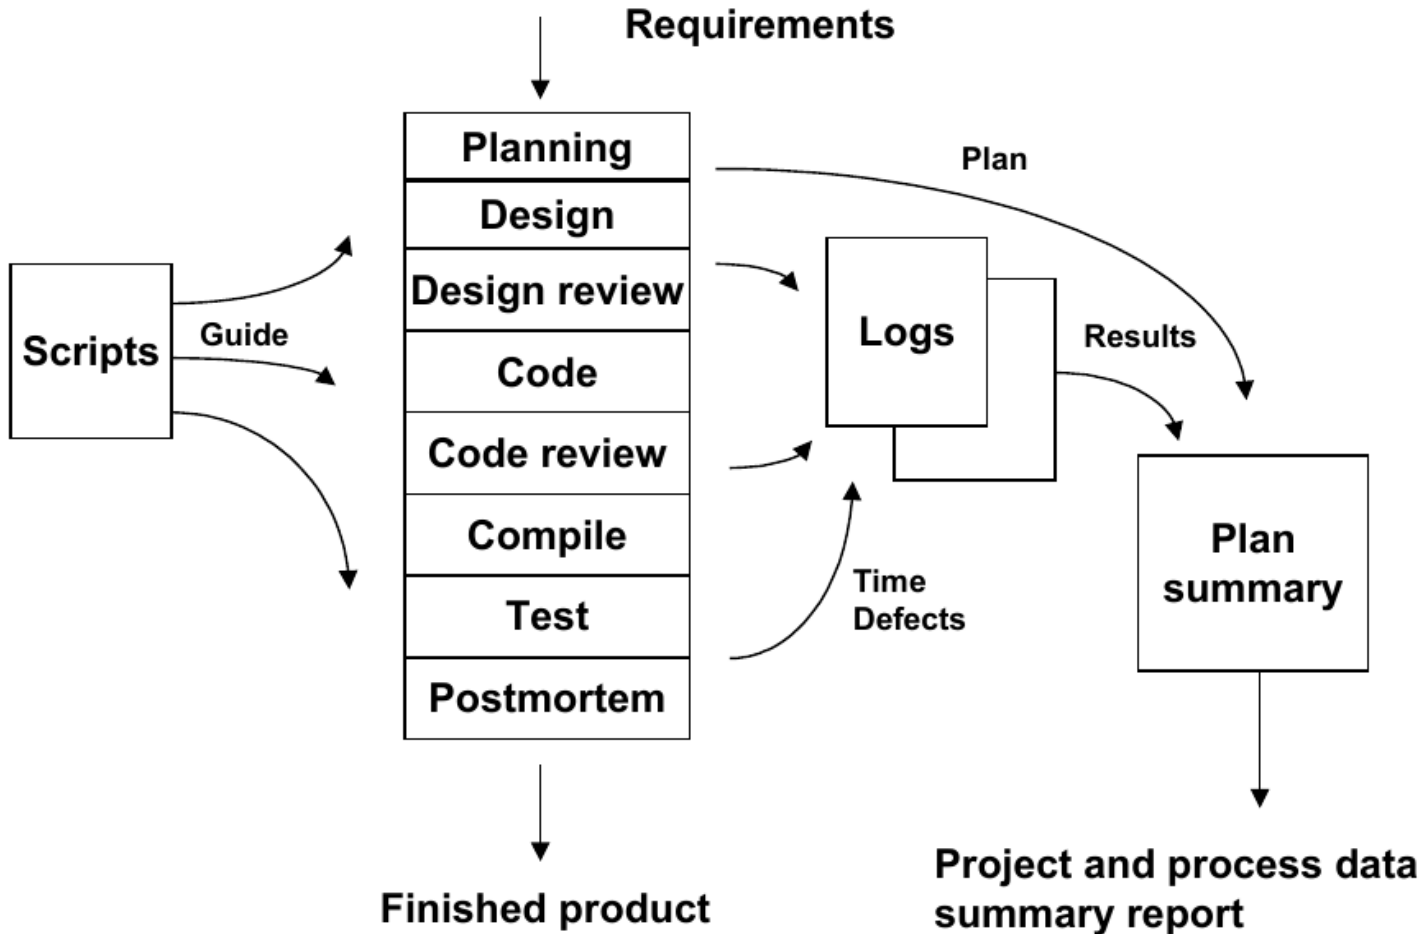 Requirements
Planning
Plan
Design
Design review
Scripts
Guide
Logs
Results
Code
Code review
Compile
Plan
summary
Time
Defects
Test
Postmortem
Finished product
Project and process data
summary report